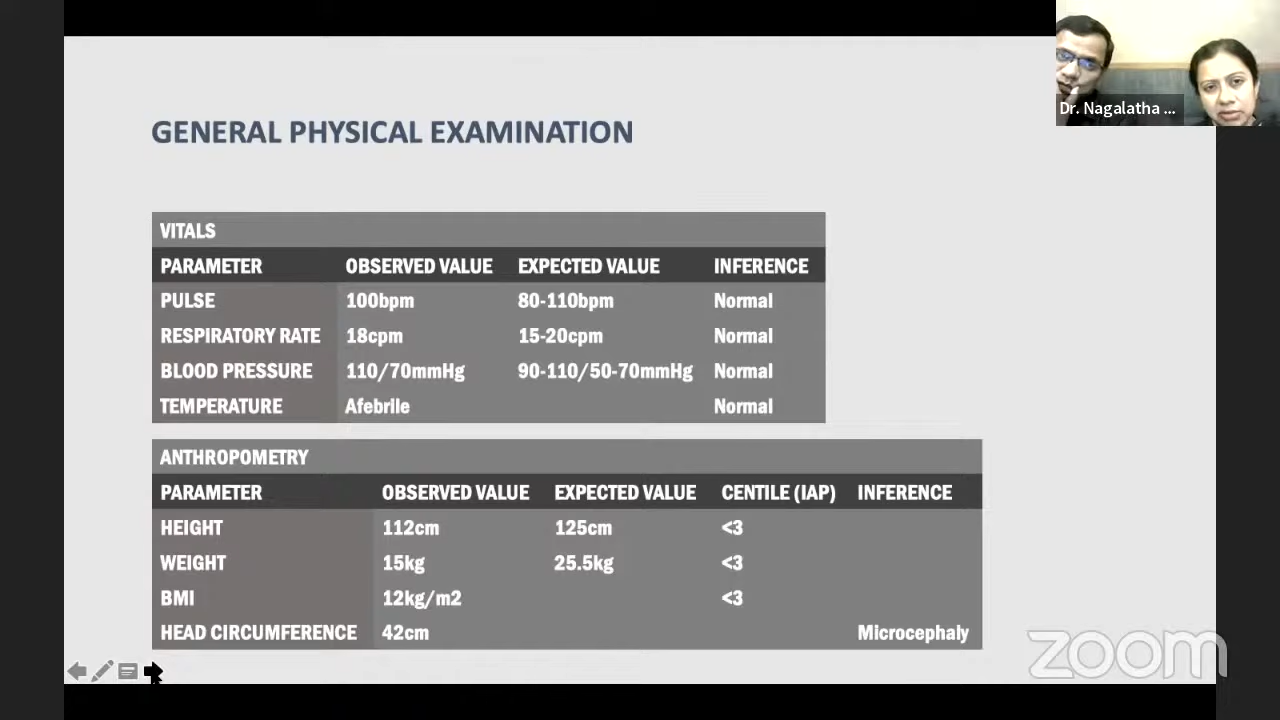 Dr. Nagalatha ...
GENERAL PHYSICAL EXAMINATION
VITALS
PARAMETER OBSERVED VALUE EXPECTED VALUE INFERENCE
PULSE 100bpm 80-110bpm Normal
RESPIRATORY RATE 18cpm 15-20cpm Normal
BLOOD PRESSURE 110/70mmHg 90-110/50-70mmHg Normal
TEMPERATURE Afebrile Normal
ANTHROPOMETRY
PARAMETER OBSERVED VALUE EXPECTED VALUE CENTILE (IAP) INFERENCE
HEIGHT 112cm 125cm <3
WEIGHT 15kg 25.5kg <3
BMI 12kg/m2 <3
HEAD CIRCUMFERENCE 42cm Microcephaly
zoom